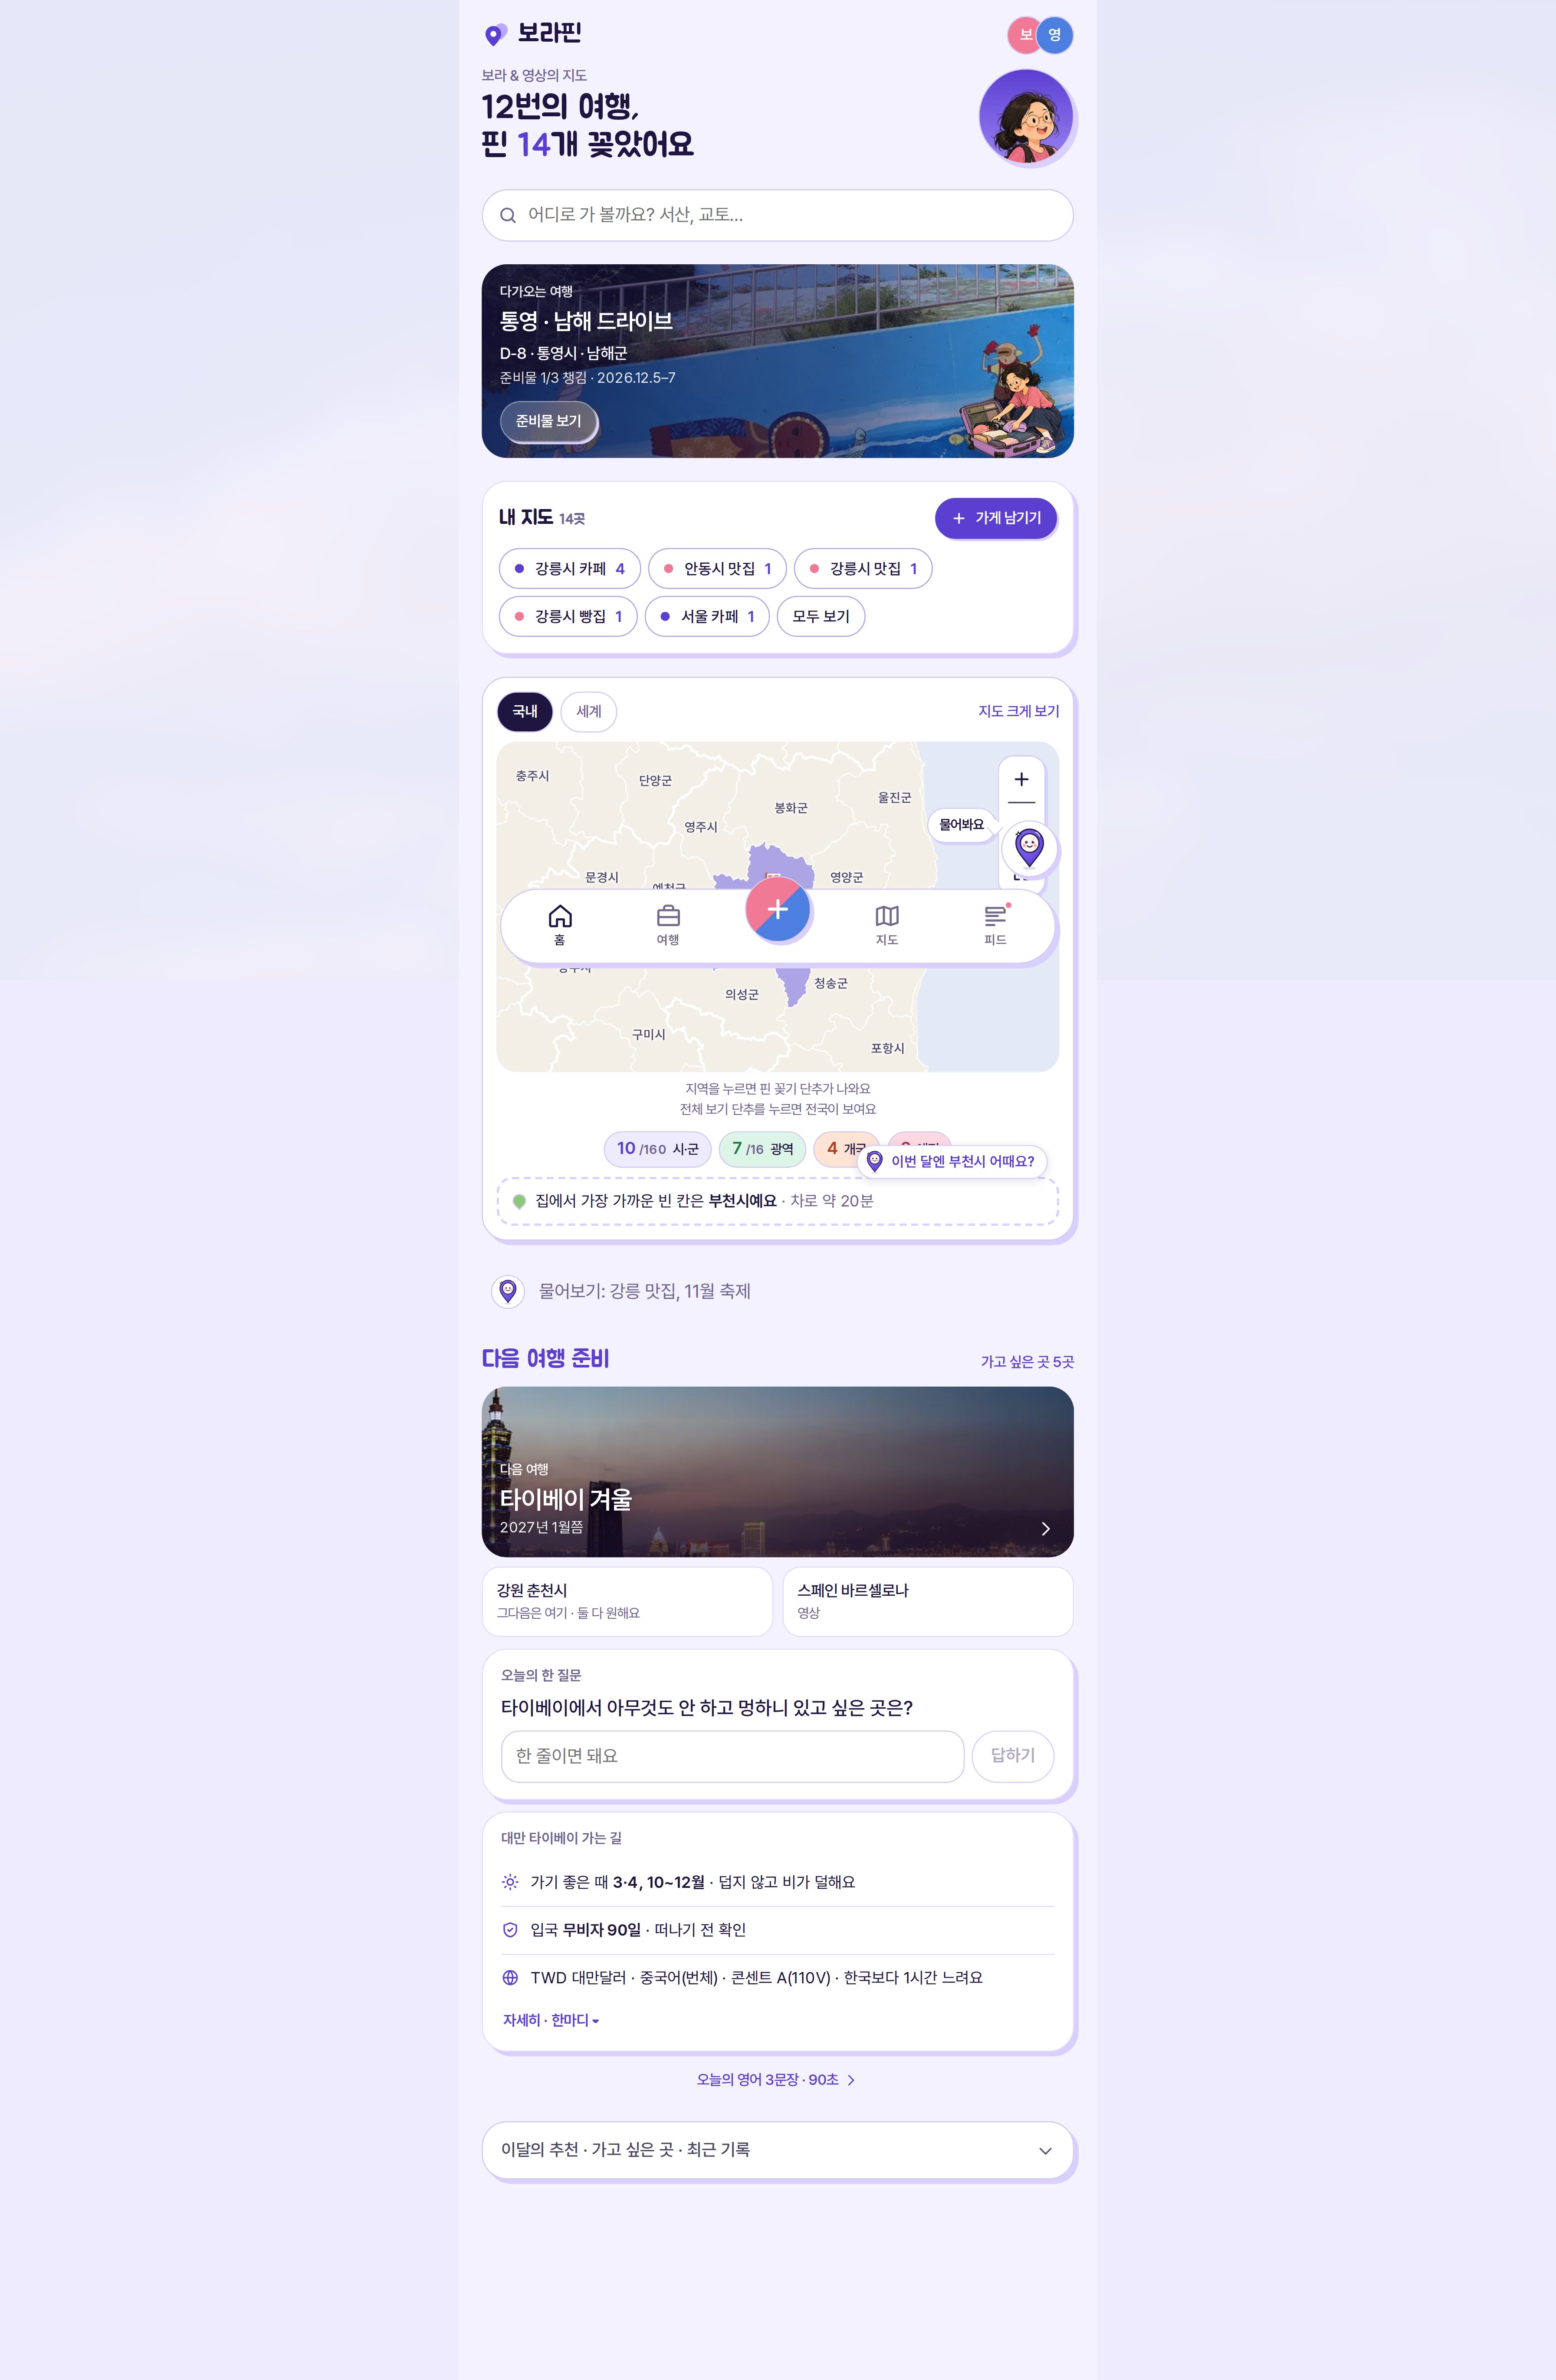 보라핀
보 영
보라 & 영상의 지도
12번의 여행,
핀 14개 꽂았어요
어디로 가 볼까요? 서산, 교토…
다가오는 여행
통영 · 남해 드라이브
D-8 · 통영시 · 남해군
준비물 1/3 챙김 · 2026.12.5–7
준비물 보기
내 지도 14곳
+ 가게 남기기
강릉시 카페 4
안동시 맛집 1
강릉시 맛집 1
강릉시 빵집 1
서울 카페 1
모두 보기
국내
세계
지도 크게 보기
충주시
단양군
울진군
봉화군
물어봐요
영주시
문경시
영양군
홈
여행
지도
피드
청송군
의성군
구미시
포항시
지역을 누르면 핀 꽂기 단추가 나와요
전체 보기 단추를 누르면 전국이 보여요
10 /160 시·군
7 /16 광역
4 개국
이번 달엔 부천시 어때요?
집에서 가장 가까운 빈 칸은 부천시예요 · 차로 약 20분
물어보기: 강릉 맛집, 11월 축제
다음 여행 준비
가고 싶은 곳 5곳
다음 여행
타이베이 겨울
2027년 1월쯤
강원 춘천시
그다음은 여기 · 둘 다 원해요
스페인 바르셀로나
영상
오늘의 한 질문
타이베이에서 아무것도 안 하고 멍하니 있고 싶은 곳은?
한 줄이면 돼요
답하기
대만 타이베이 가는 길
가기 좋은 때 3·4, 10~12월 · 덥지 않고 비가 덜해요
입국 무비자 90일 · 떠나기 전 확인
TWD 대만달러 · 중국어(번체) · 콘센트 A(110V) · 한국보다 1시간 느려요
자세히 · 한마디
오늘의 영어 3문장 · 90초
이달의 추천 · 가고 싶은 곳 · 최근 기록